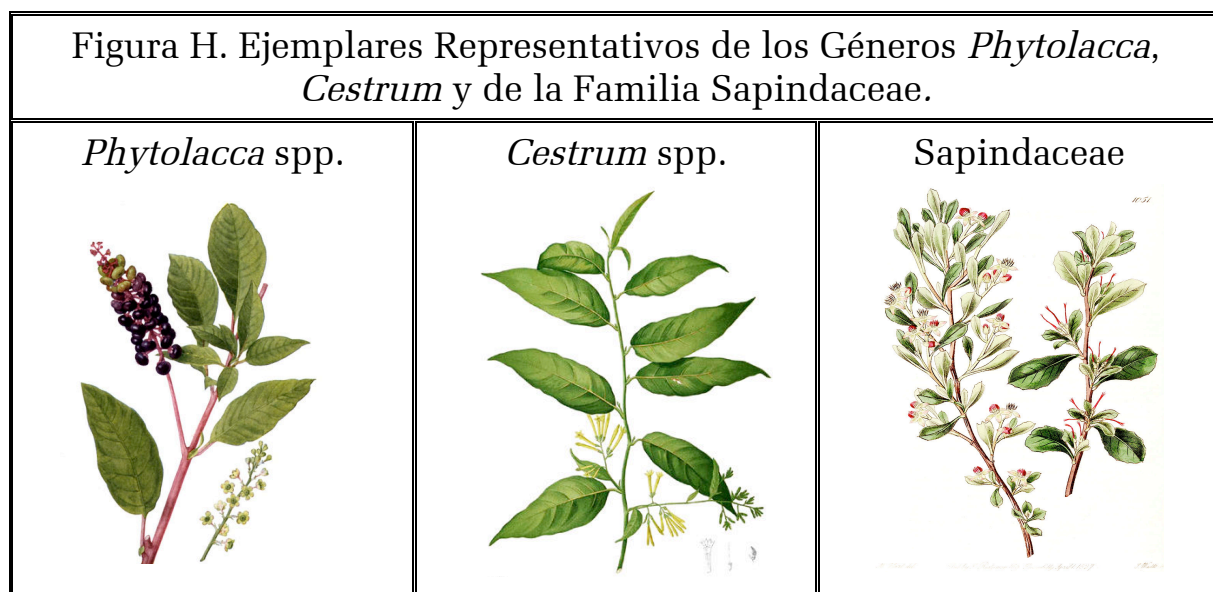 Figura H. Ejemplares Representativos de los Géneros Phytolacca,
Cestrum y de la Familia Sapindaceae.
Phytolacca spp.
Cestrum spp.
Sapindaceae